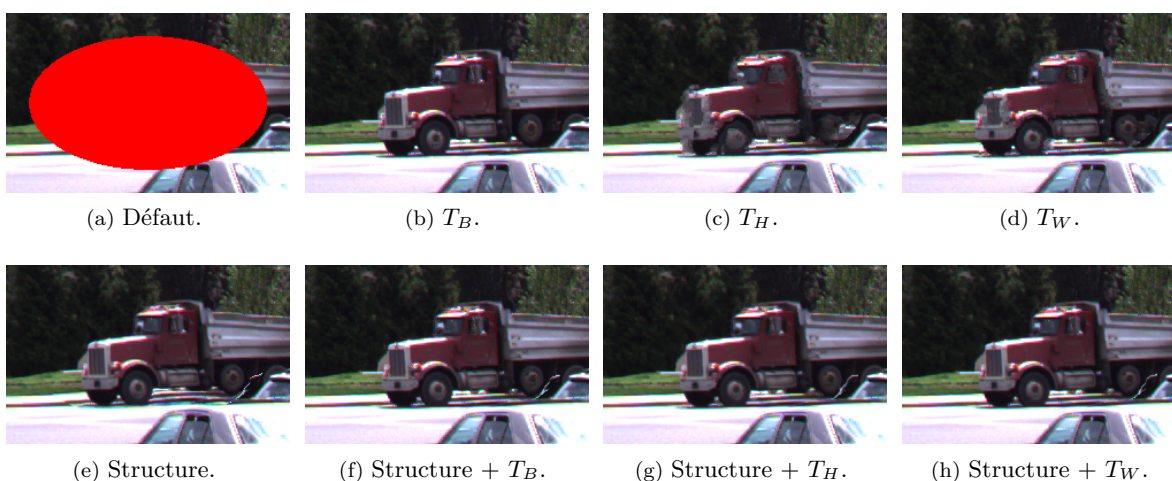 (a) Défaut.
(b) T_B.
(c) T_H.
(d) T_W.
(e) Structure.
(f) Structure + T_B.
(g) Structure + T_H.
(h) Structure + T_W.